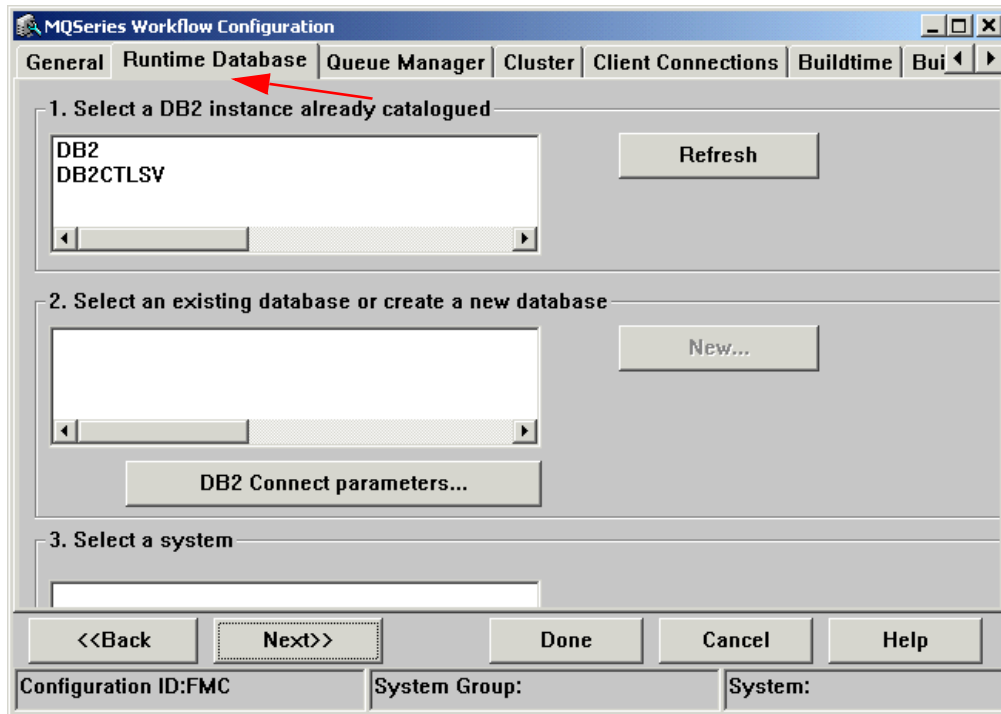 MQSeries Workflow Configuration
General Runtime Database Queue Manager Cluster Client Connections Buildtime Bui
1. Select a DB2 instance already catalogued
DB2
DB2CTLSV
Refresh
2. Select an existing database or create a new database
New...
DB2 Connect parameters...
3. Select a system
<<Back Next>> Done Cancel Help
Configuration ID:FMC System Group: System: